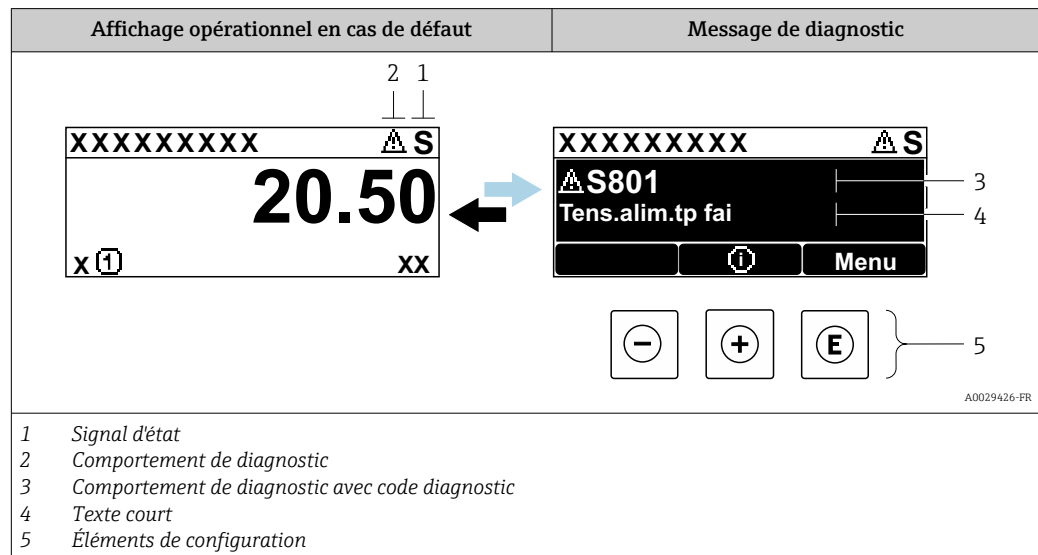 Affichage opérationnel en cas de défaut
Message de diagnostic
2 1
XXXXXXXXX ⚠ S
20.50
x ① xx
XXXXXXXXX ⚠ S
⚠S801
Tens.alim.tp fai
ⓘ Menu
3
4
− + E
5
A0029426-FR
1 Signal d'état
2 Comportement de diagnostic
3 Comportement de diagnostic avec code diagnostic
4 Texte court
5 Éléments de configuration